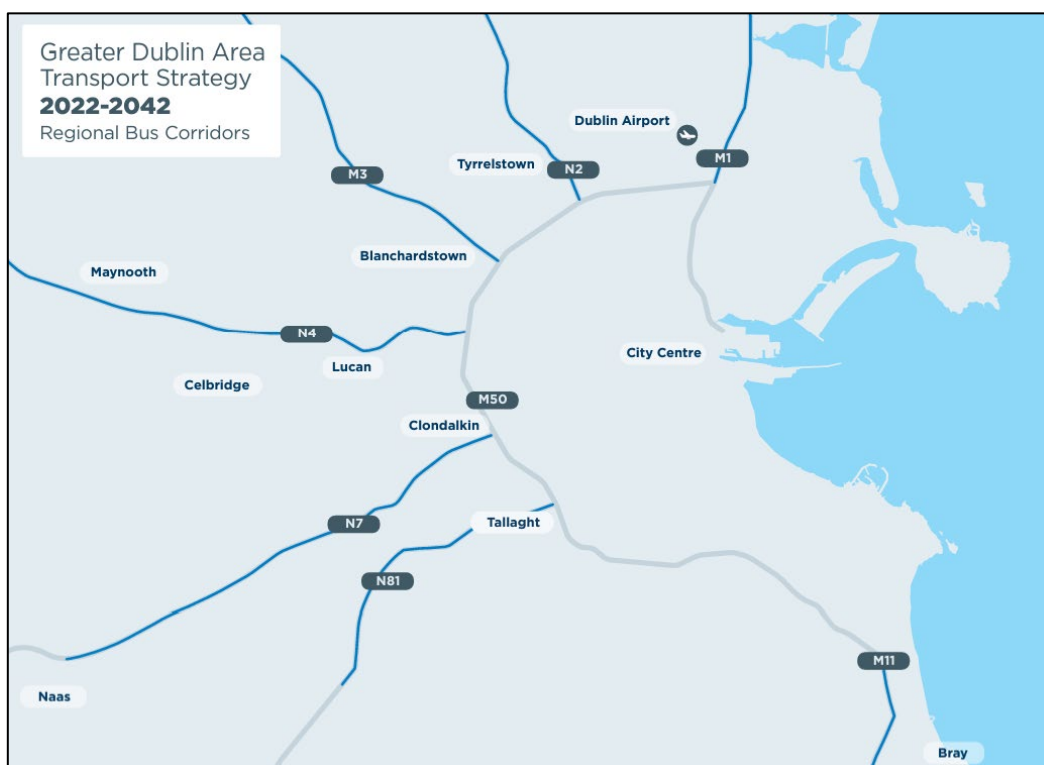 Greater Dublin Area
Transport Strategy
2022-2042
Regional Bus Corridors
Dublin Airport
M1
Tyrrelstown
N2
M3
Blanchardstown
Maynooth
N4
Lucan
City Centre
Celbridge
M50
Clondalkin
N7
Tallaght
N81
M11
Naas
Bray